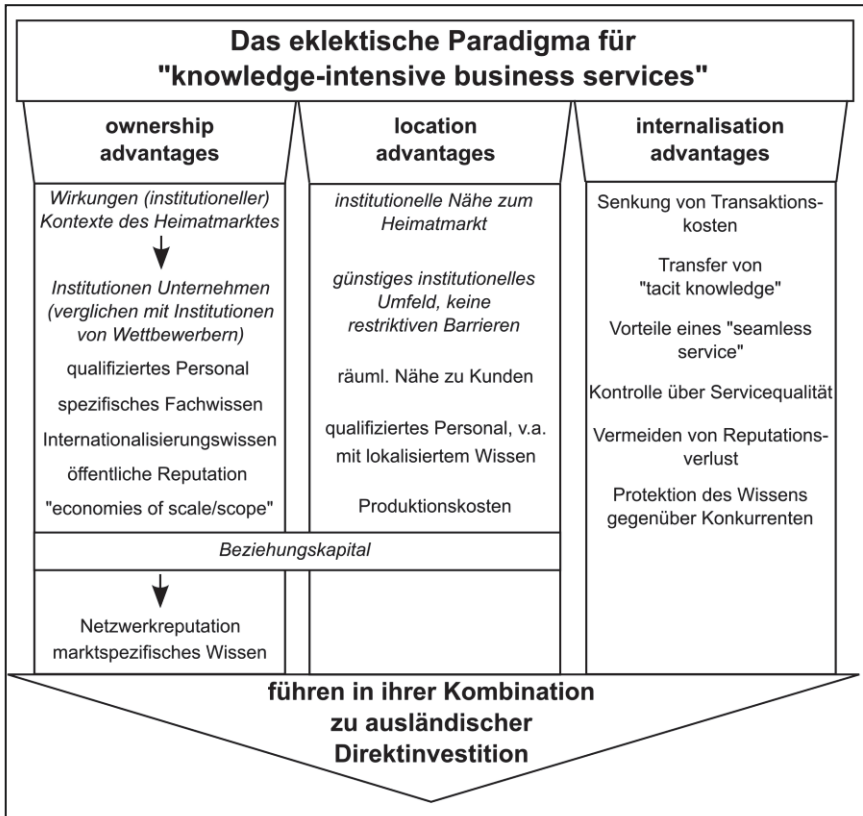 Das eklektische Paradigma für
"knowledge-intensive business services"
ownership
advantages
Wirkungen (institutioneller)
Kontexte des Heimatmarktes
Institutionen Unternehmen
(verglichen mit Institutionen
von Wettbewerbern)
qualifiziertes Personal
spezifisches Fachwissen
Internationalisierungswissen
öffentliche Reputation
"economies of scale/scope"
location
advantages
institutionelle Nähe zum
Heimatmarkt
günstiges institutionelles
Umfeld, keine
restriktiven Barrieren
räuml. Nähe zu Kunden
qualifiziertes Personal, v.a.
mit lokalisiertem Wissen
Produktionskosten
Beziehungskapital
Netzwerkreputation
marktspezifisches Wissen
internalisation
advantages
Senkung von Transaktions-
kosten
Transfer von
"tacit knowledge"
Vorteile eines "seamless
service"
Kontrolle über Servicequalität
Vermeiden von Reputations-
verlust
Protektion des Wissens
gegenüber Konkurrenten
führen in ihrer Kombination
zu ausländischer
Direktinvestition